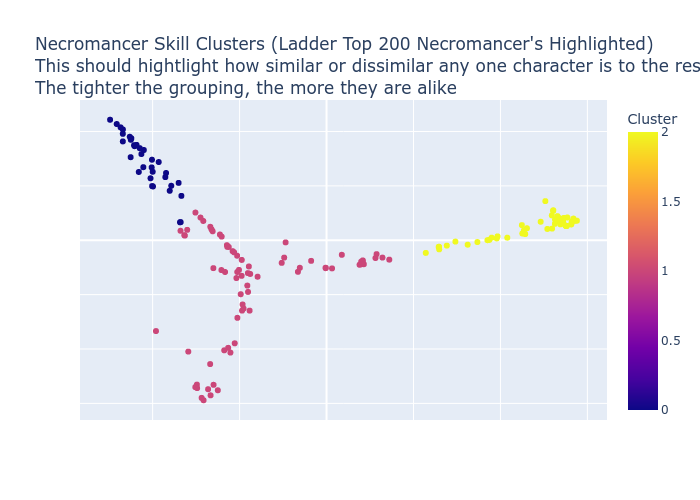 Necromancer Skill Clusters (Ladder Top 200 Necromancer's Highlighted)
This should hightlight how similar or dissimilar any one character is to the res
The tighter the grouping, the more they are alike
Cluster
2
1.5
1
0.5
0